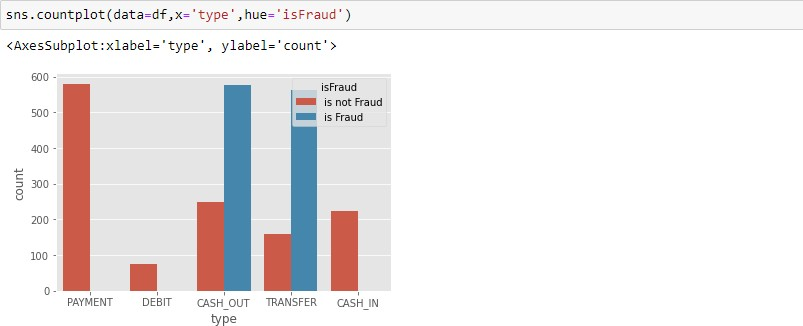 sns.countplot(data=df,x='type',hue='isFraud')
<AxesSubplot:xlabel='type', ylabel='count'>
isFraud
is not Fraud
is Fraud
600
500
400
300
200
100
0
count
PAYMENT DEBIT CASH_OUT TRANSFER CASH_IN
type